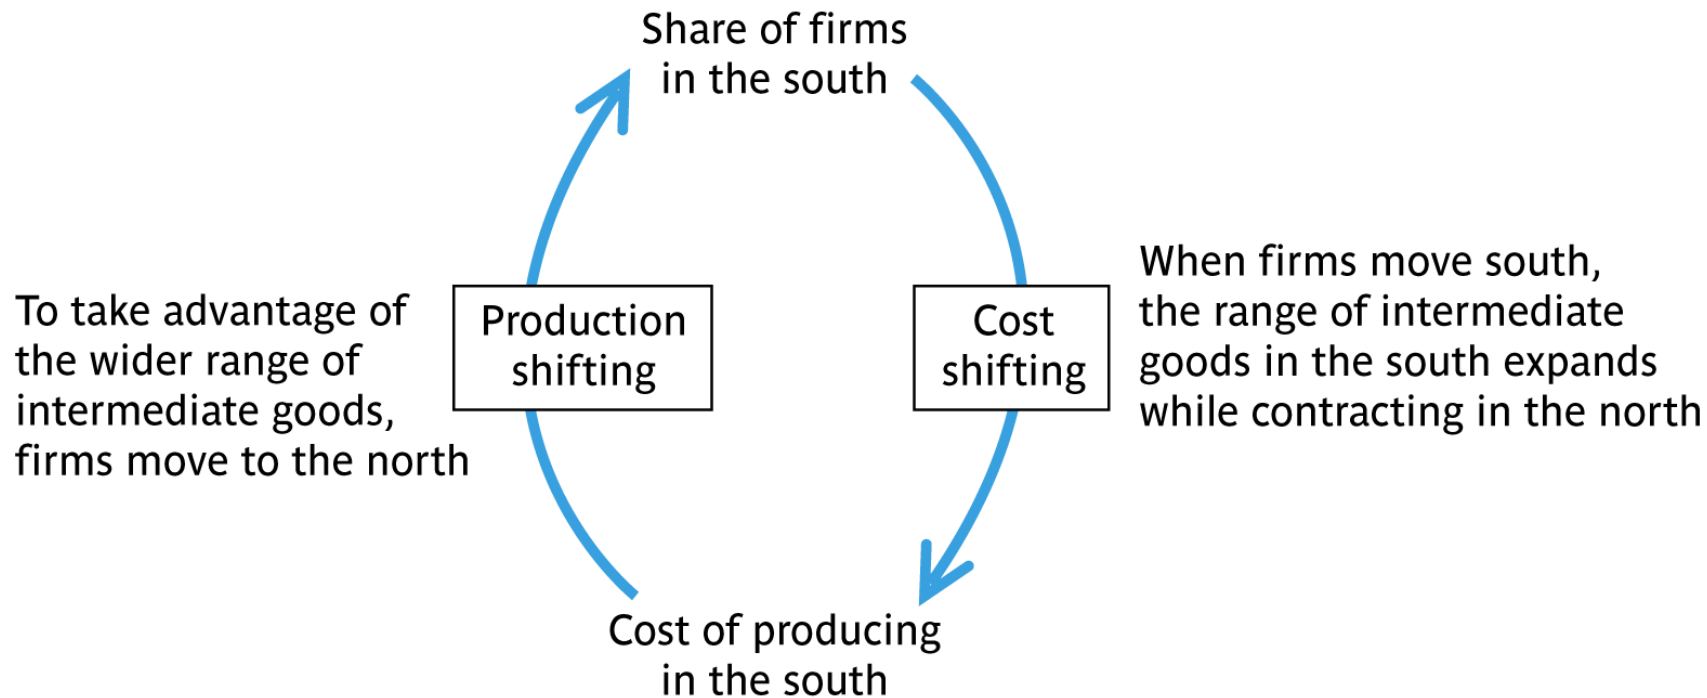 Share of firms
in the south
To take advantage of
the wider range of
intermediate goods,
firms move to the north
Production
shifting
Cost
shifting
When firms move south,
the range of intermediate
goods in the south expands
while contracting in the north
Cost of producing
in the south